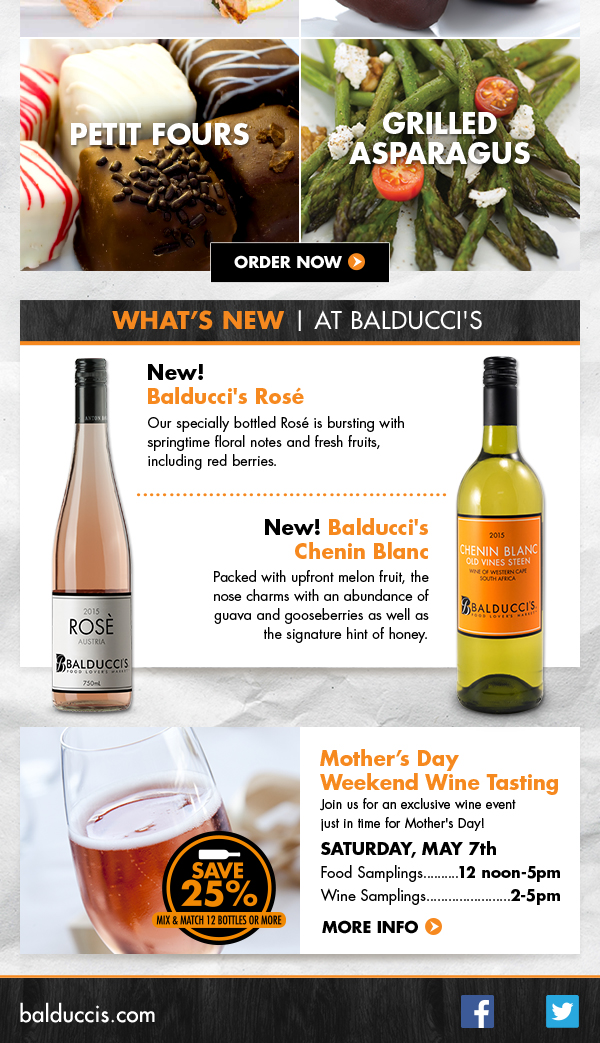 PETIT FOURS
GRILLED
ASPARAGUS
ORDER NOW
WHAT'S NEW | AT BALDUCCI'S
New!
Balducci's Rosé
Our specially bottled Rosé is bursting with
springtime floral notes and fresh fruits,
including red berries.
New! Balducci's
Chenin Blanc
Packed with upfront melon fruit, the
nose charms with an abundance of
guava and gooseberries as well as
the signature hint of honey.
2015
ROSÈ
AUSTRIA
BALDUCCI'S
FOOD LOVER'S MARKET
750mL
2015
CHENIN BLANC
OLD VINES STEEN
WINE OF WESTERN CAPE
SOUTH AFRICA
BALDUCCI'S
FOOD LOVER'S MARKET
SAVE
25%
MIX & MATCH 12 BOTTLES OR MORE
Mother's Day
Weekend Wine Tasting
Join us for an exclusive wine event
just in time for Mother's Day!
SATURDAY, MAY 7th
Food Samplings.........12 noon-5pm
Wine Samplings......................2-5pm
MORE INFO
balduccis.com